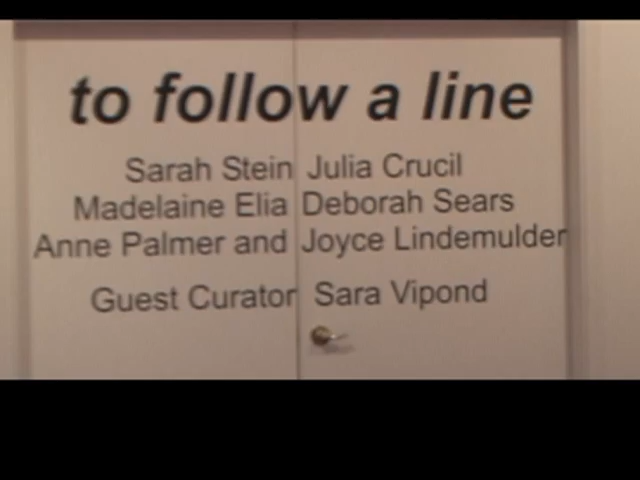 to follow a line
Sarah Stein Julia Crucil
Madelaine Elia Deborah Sears
Anne Palmer and Joyce Lindemulder
Guest Curator Sara Vipond